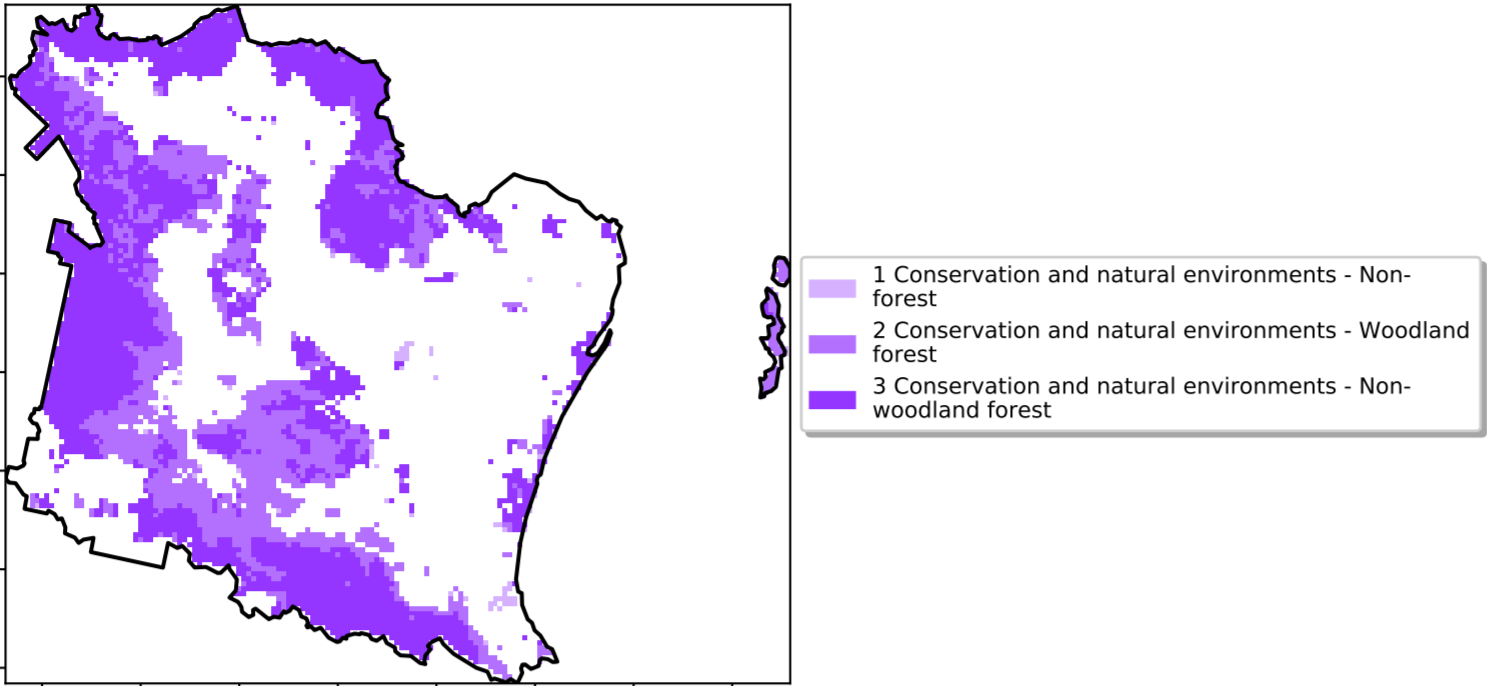 1 Conservation and natural environments - Non-
forest
2 Conservation and natural environments - Woodland
forest
3 Conservation and natural environments - Non-
woodland forest